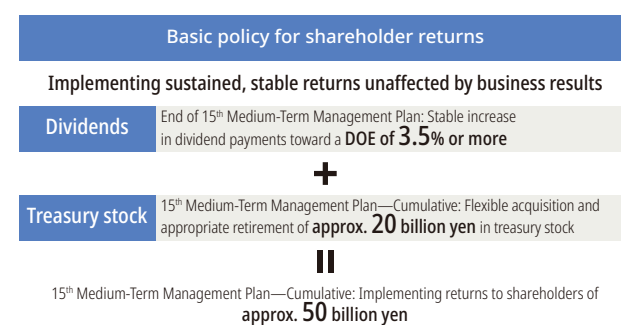 Basic policy for shareholder returns
Implementing sustained, stable returns unaffected by business results
Dividends
End of 15th Medium-Term Management Plan: Stable increase
in dividend payments toward a DOE of 3.5% or more
+
Treasury stock
15th Medium-Term Management Plan—Cumulative: Flexible acquisition and
appropriate retirement of approx. 20 billion yen in treasury stock
=
15th Medium-Term Management Plan—Cumulative: Implementing returns to shareholders of
approx. 50 billion yen